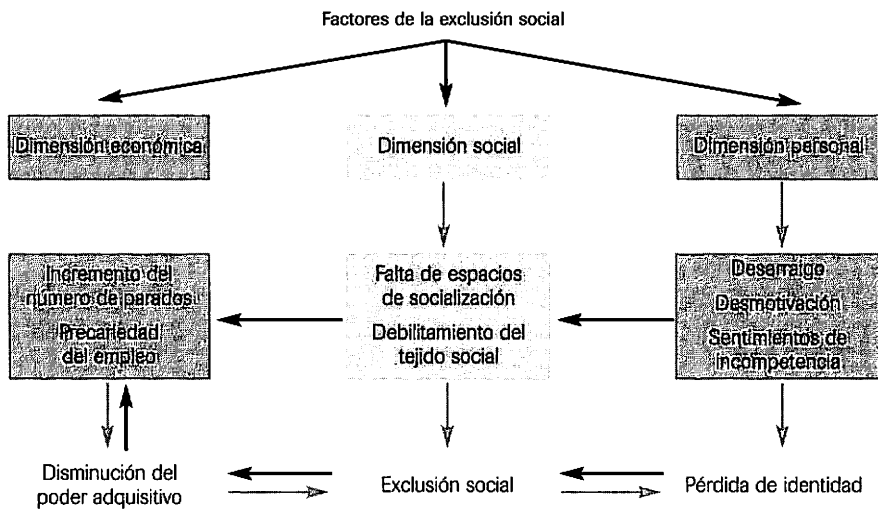 Factores de la exclusión social
Dimensión económica
Dimensión social
Dimensión personal
Incremento del
número de parados
Precariedad
del empleo
Falta de espacios
de socialización
Debilitamiento del
tejido social
Desarraigo
Desmotivación
Sentimientos de
incompetencia
Disminución del
poder adquisitivo
Exclusión social
Pérdida de identidad